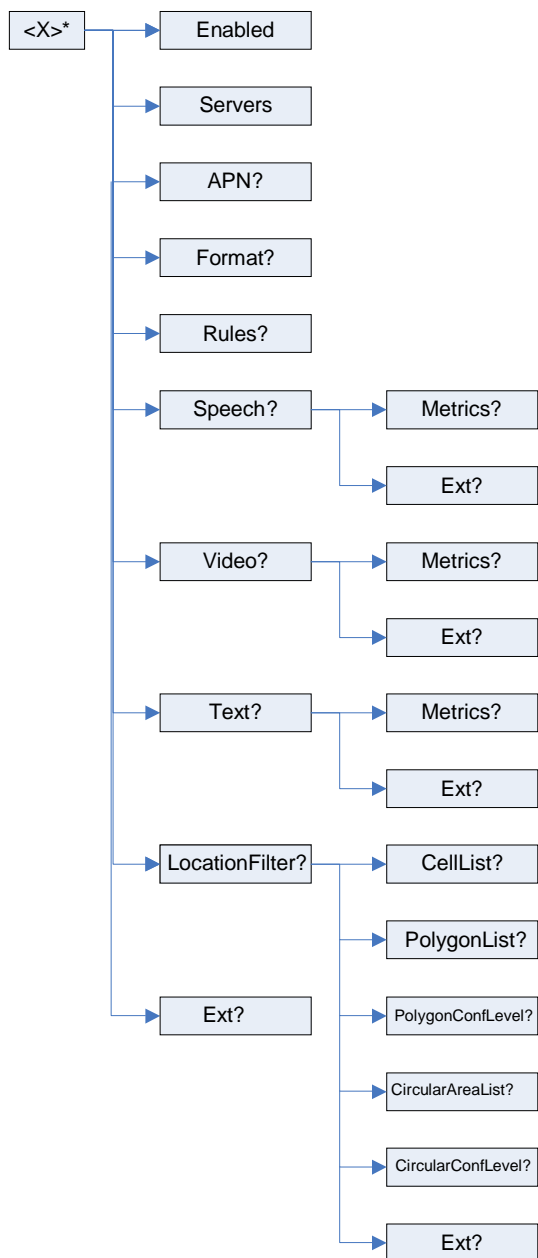 <X>*
Enabled
Servers
APN?
Format?
Rules?
Speech?
Metrics?
Ext?
Video?
Metrics?
Ext?
Text?
Metrics?
Ext?
LocationFilter?
CellList?
PolygonList?
PolygonConfLevel?
CircularAreaList?
CircularConfLevel?
Ext?
Ext?